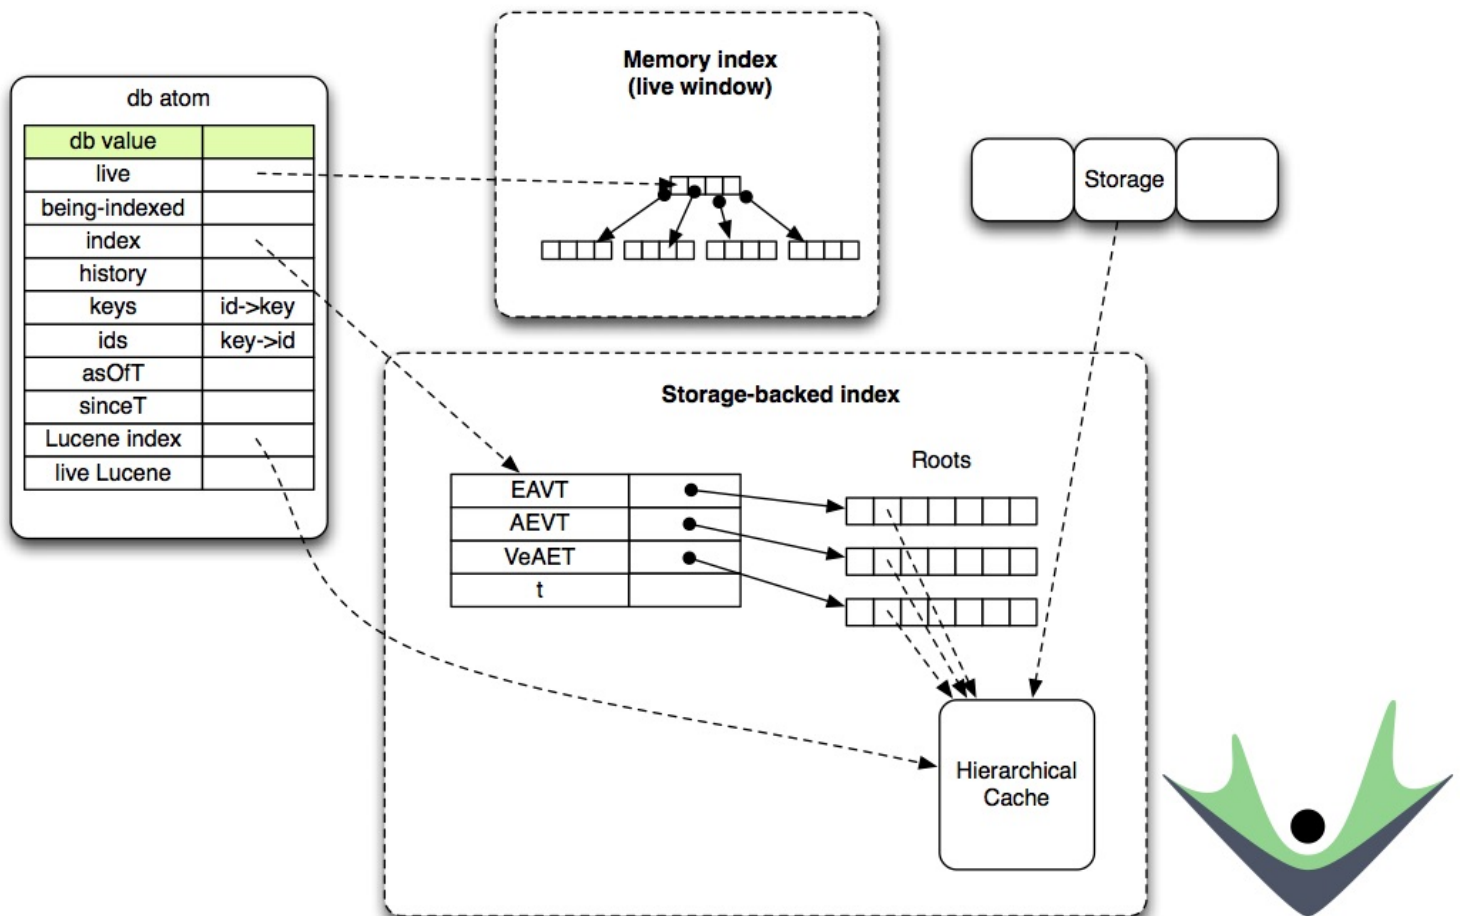 db atom
db value
live
being-indexed
index
history
keys id->key
ids key->id
asOfT
sinceT
Lucene index
live Lucene
Memory index
(live window)
Storage
Storage-backed index
EAVT
AEVT
VeAET
t
Roots
Hierarchical
Cache